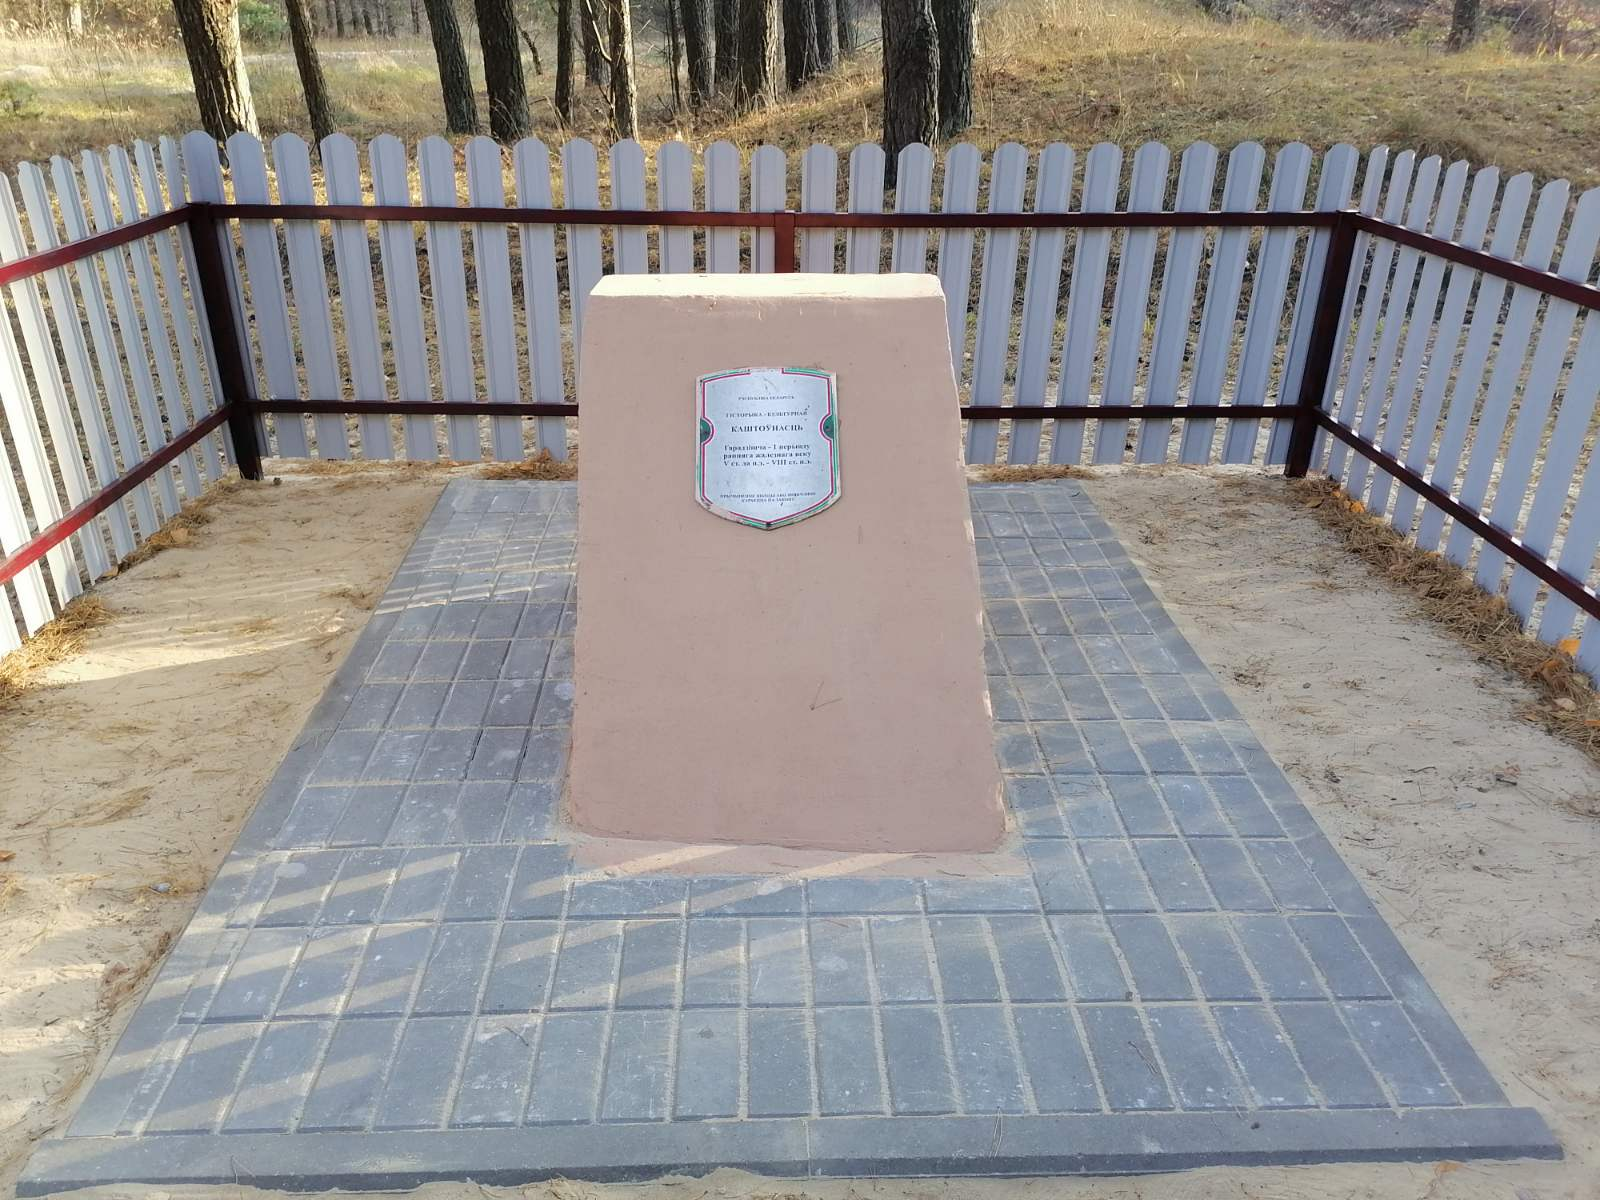 РЭСПУБЛІКА БЕЛАРУСЬ
ГІСТОРЫКА - КУЛЬТУРНАЯ
КАШТОЎНАСЦЬ
Гарадзішча - 1 перыяду
ранняга жалезнага веку
V ст. да н.э. - VIII ст. н.э.